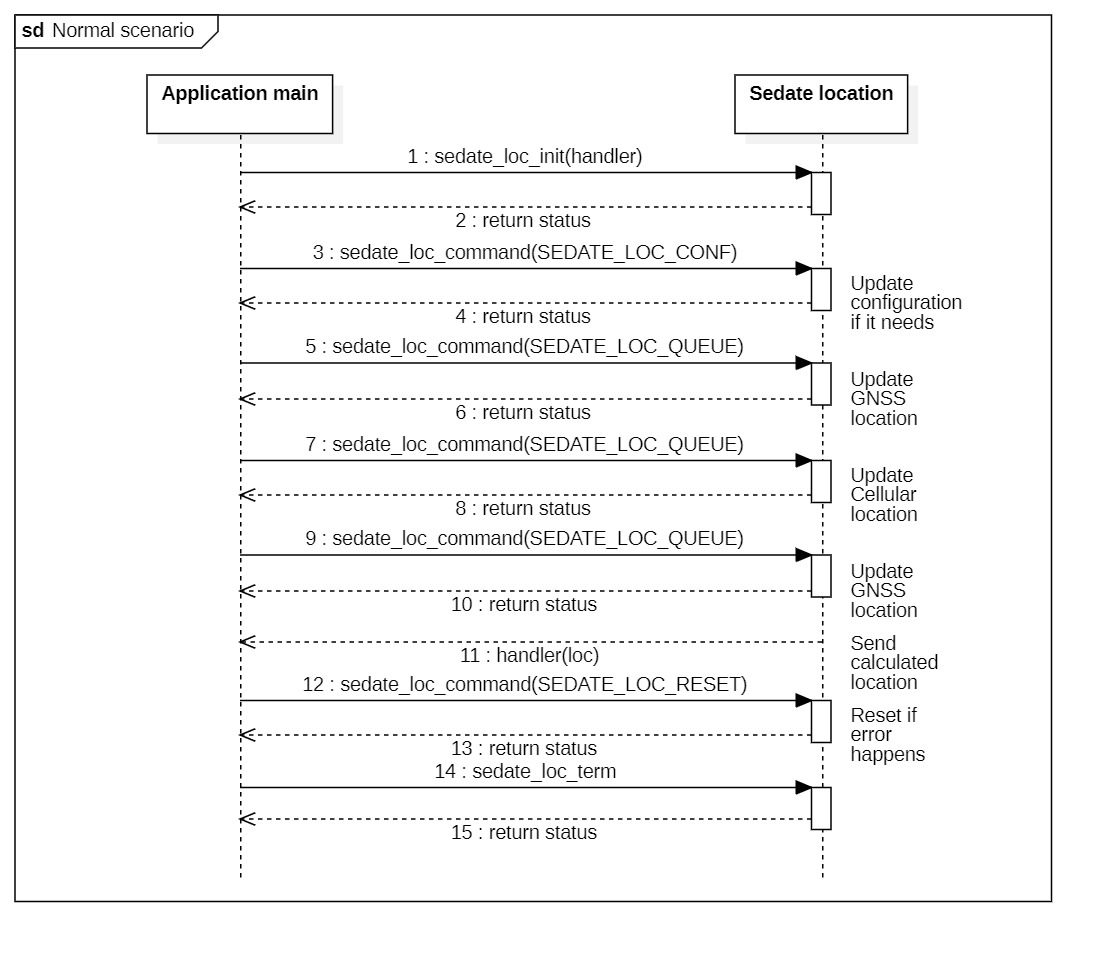 sd Normal scenario
Application main
Sedate location
1 : sedate_loc_init(handler)
2 : return status
3 : sedate_loc_command(SEDATE_LOC_CONF)
Update
configuration
if it needs
4 : return status
5 : sedate_loc_command(SEDATE_LOC_QUEUE)
Update
GNSS
location
6 : return status
7 : sedate_loc_command(SEDATE_LOC_QUEUE)
Update
Cellular
location
8 : return status
9 : sedate_loc_command(SEDATE_LOC_QUEUE)
Update
GNSS
location
10 : return status
Send
calculated
location
11 : handler(loc)
12 : sedate_loc_command(SEDATE_LOC_RESET)
Reset if
error
happens
13 : return status
14 : sedate_loc_term
15 : return status